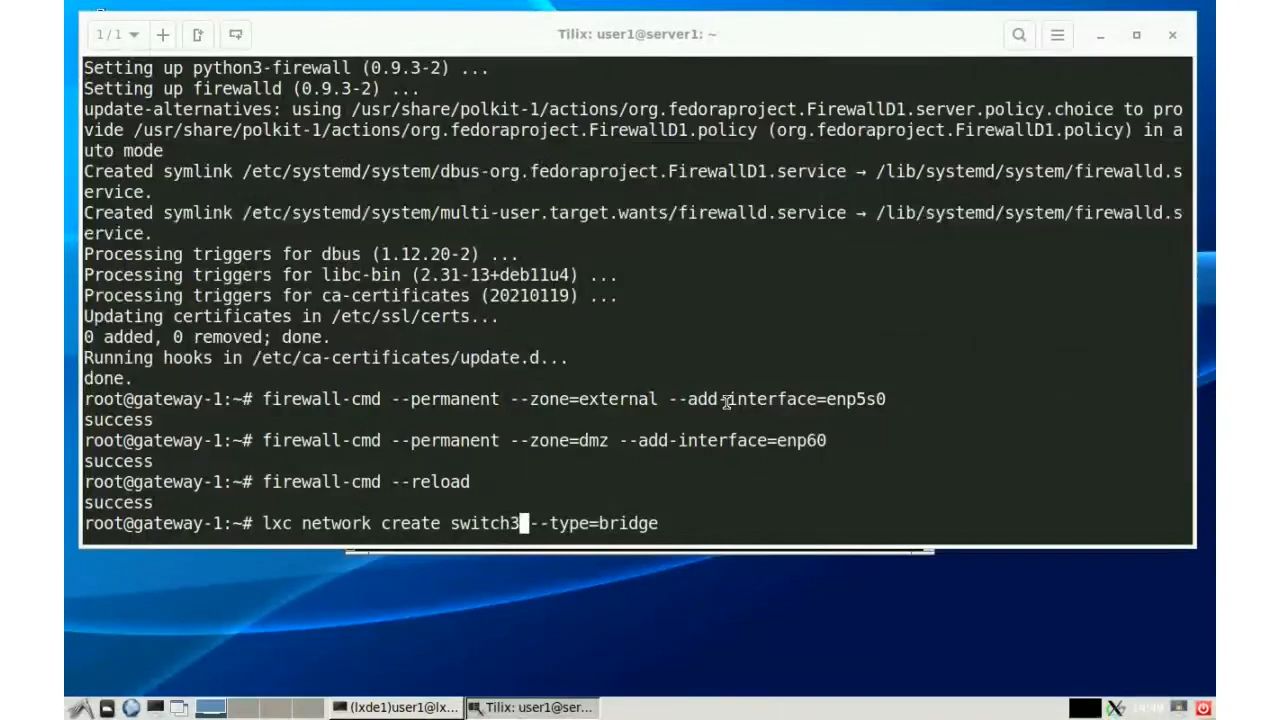 1 / 1
Tilix: user1@server1: ~
Setting up python3-firewall (0.9.3-2) ...
Setting up firewalld (0.9.3-2) ...
update-alternatives: using /usr/share/polkit-1/actions/org.fedoraproject.FirewallD1.server.policy.choice to pro
vide /usr/share/polkit-1/actions/org.fedoraproject.FirewallD1.policy (org.fedoraproject.FirewallD1.policy) in a
uto mode
Created symlink /etc/systemd/system/dbus-org.fedoraproject.FirewallD1.service → /lib/systemd/system/firewalld.s
ervice.
Created symlink /etc/systemd/system/multi-user.target.wants/firewalld.service → /lib/systemd/system/firewalld.s
ervice.
Processing triggers for dbus (1.12.20-2) ...
Processing triggers for libc-bin (2.31-13+deb11u4) ...
Processing triggers for ca-certificates (20210119) ...
Updating certificates in /etc/ssl/certs...
0 added, 0 removed; done.
Running hooks in /etc/ca-certificates/update.d...
done.
root@gateway-1:~# firewall-cmd --permanent --zone=external --add-interface=enp5s0
success
root@gateway-1:~# firewall-cmd --permanent --zone=dmz --add-interface=enp60
success
root@gateway-1:~# firewall-cmd --reload
success
root@gateway-1:~# lxc network create switch3 --type=bridge
(lxde1)user1@lx...
Tilix: user1@ser...